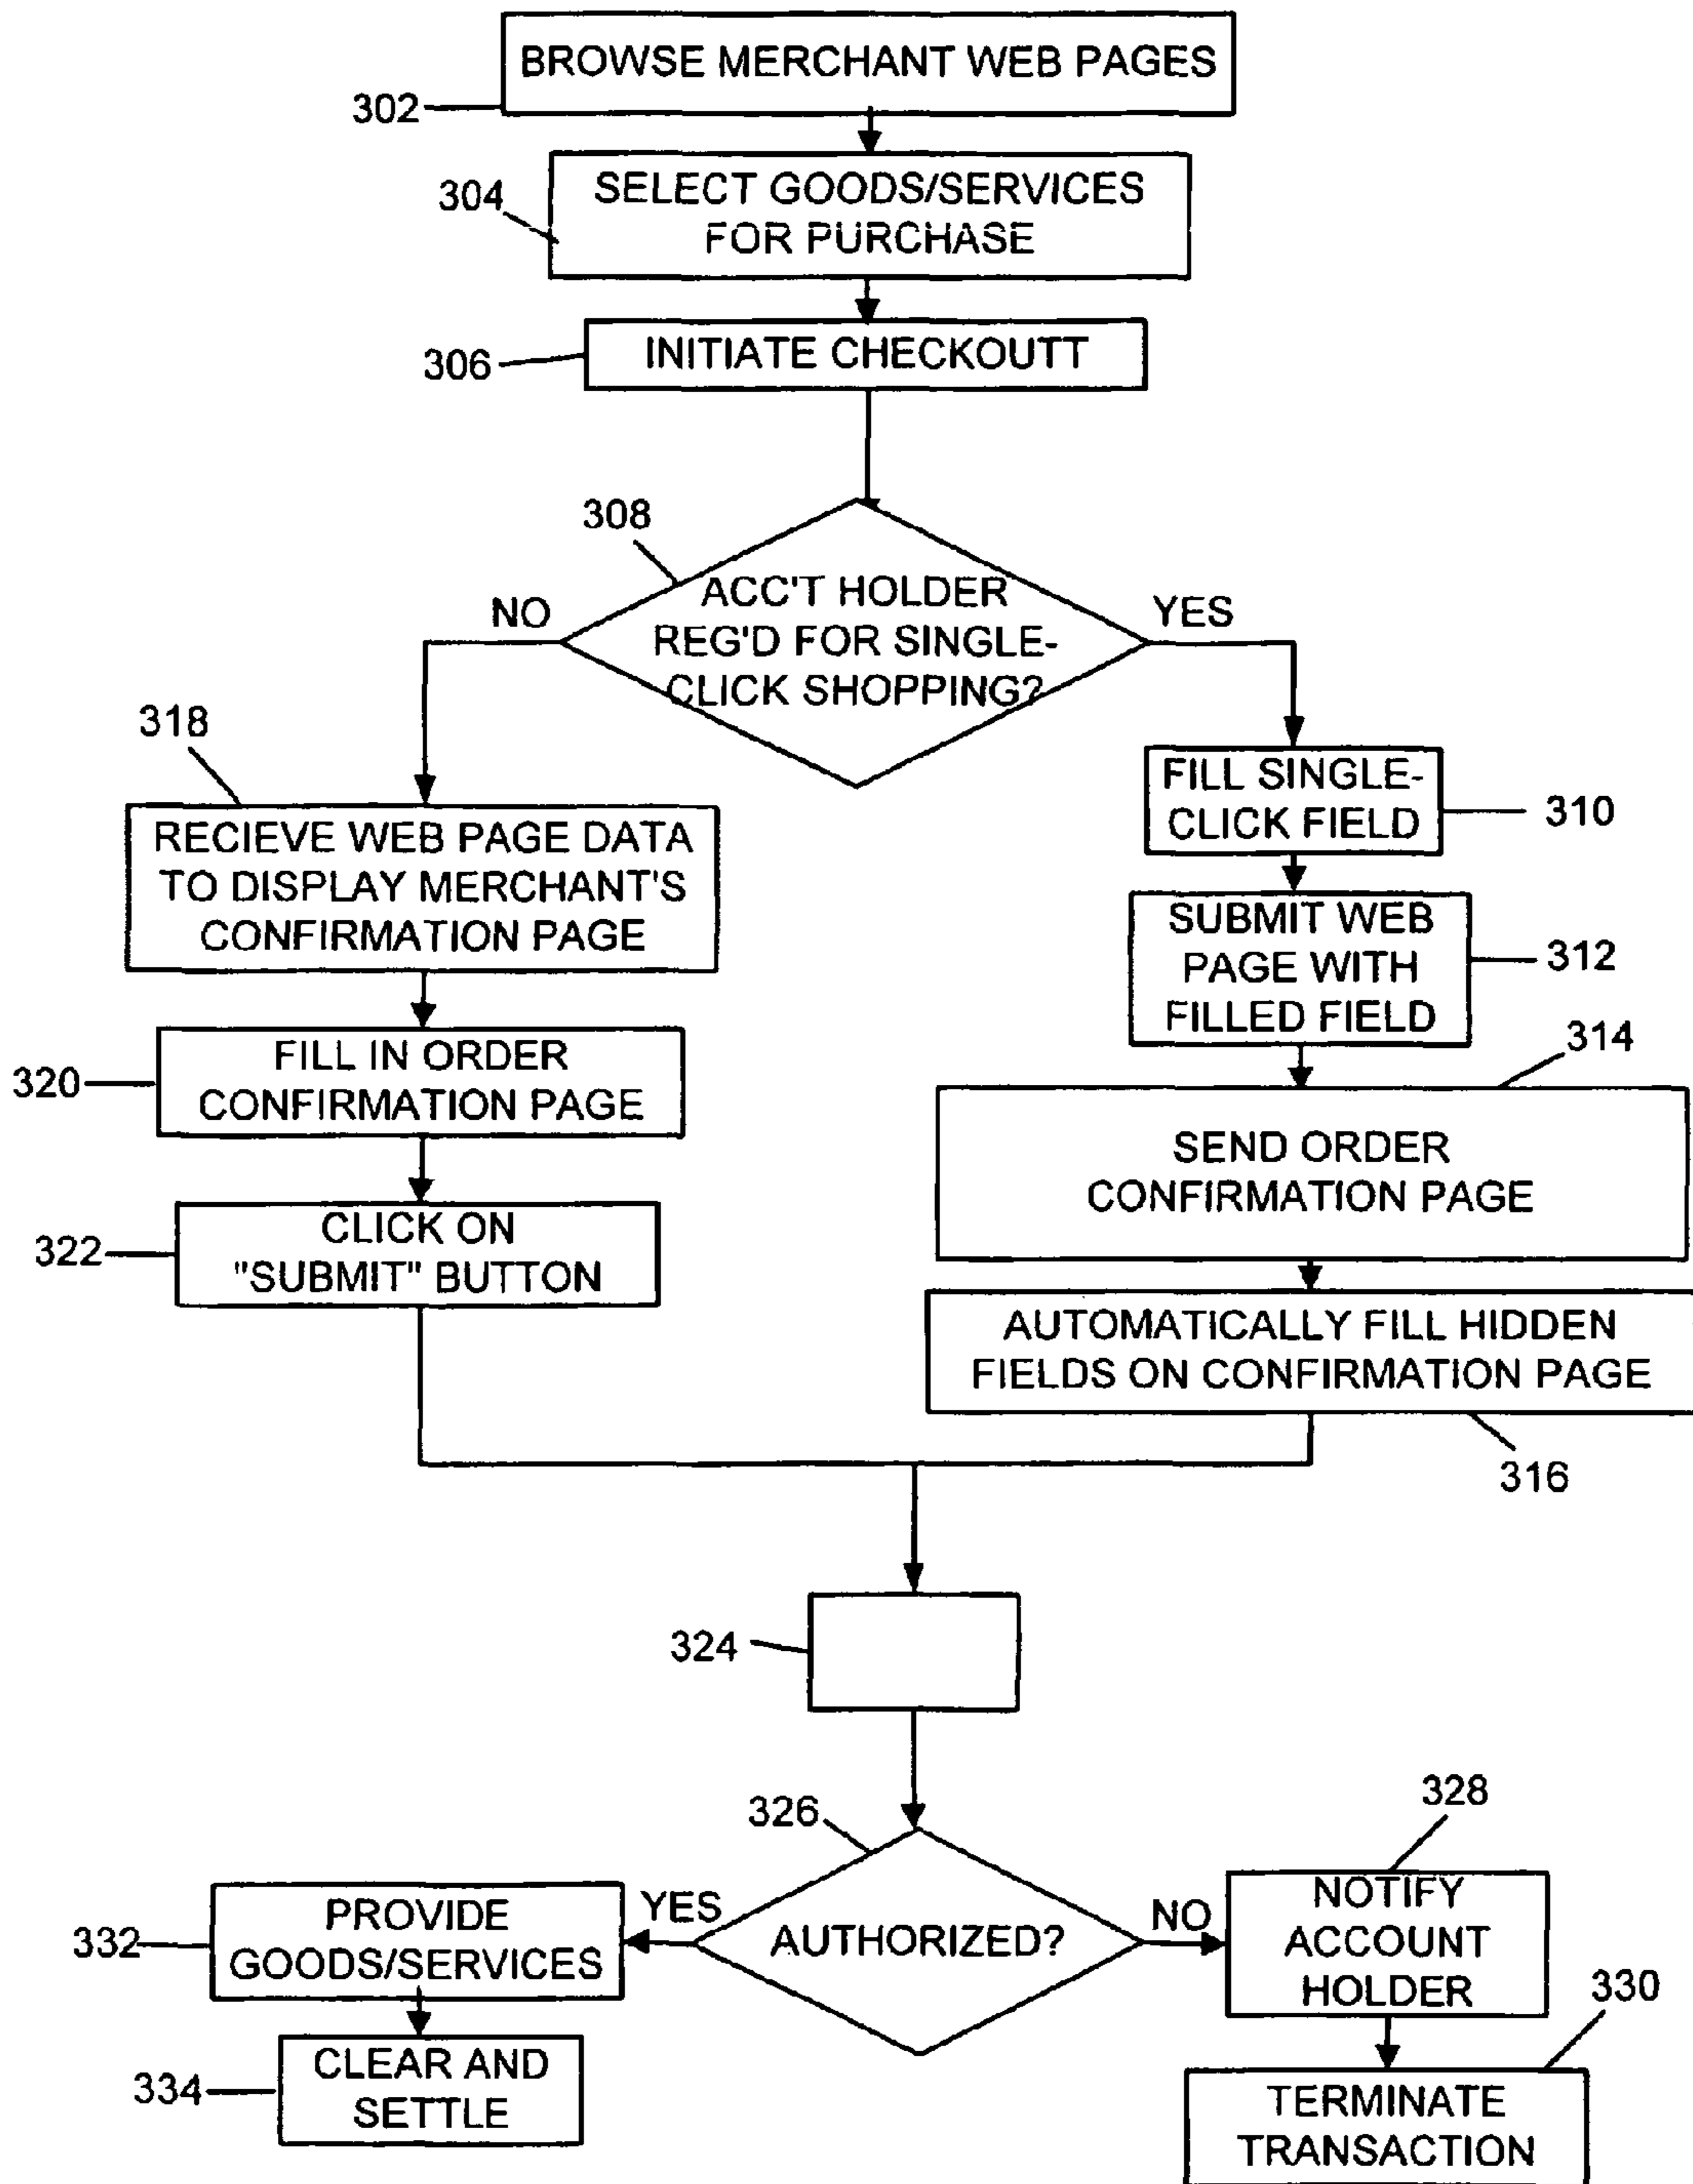 BROWSE MERCHANT WEB PAGES
302
304
SELECT GOODS/SERVICES
FOR PURCHASE
306
INITIATE CHECKOUTT
308
ACC'T HOLDER
REG'D FOR SINGLE-
CLICK SHOPPING?
NO
YES
318
RECIEVE WEB PAGE DATA
TO DISPLAY MERCHANT'S
CONFIRMATION PAGE
320
FILL IN ORDER
CONFIRMATION PAGE
322
CLICK ON
"SUBMIT" BUTTON
FILL SINGLE-
CLICK FIELD
310
SUBMIT WEB
PAGE WITH
FILLED FIELD
312
314
SEND ORDER
CONFIRMATION PAGE
AUTOMATICALLY FILL HIDDEN
FIELDS ON CONFIRMATION PAGE
316
324
326
AUTHORIZED?
YES
NO
332
PROVIDE
GOODS/SERVICES
334
CLEAR AND
SETTLE
328
NOTIFY
ACCOUNT
HOLDER
330
TERMINATE
TRANSACTION